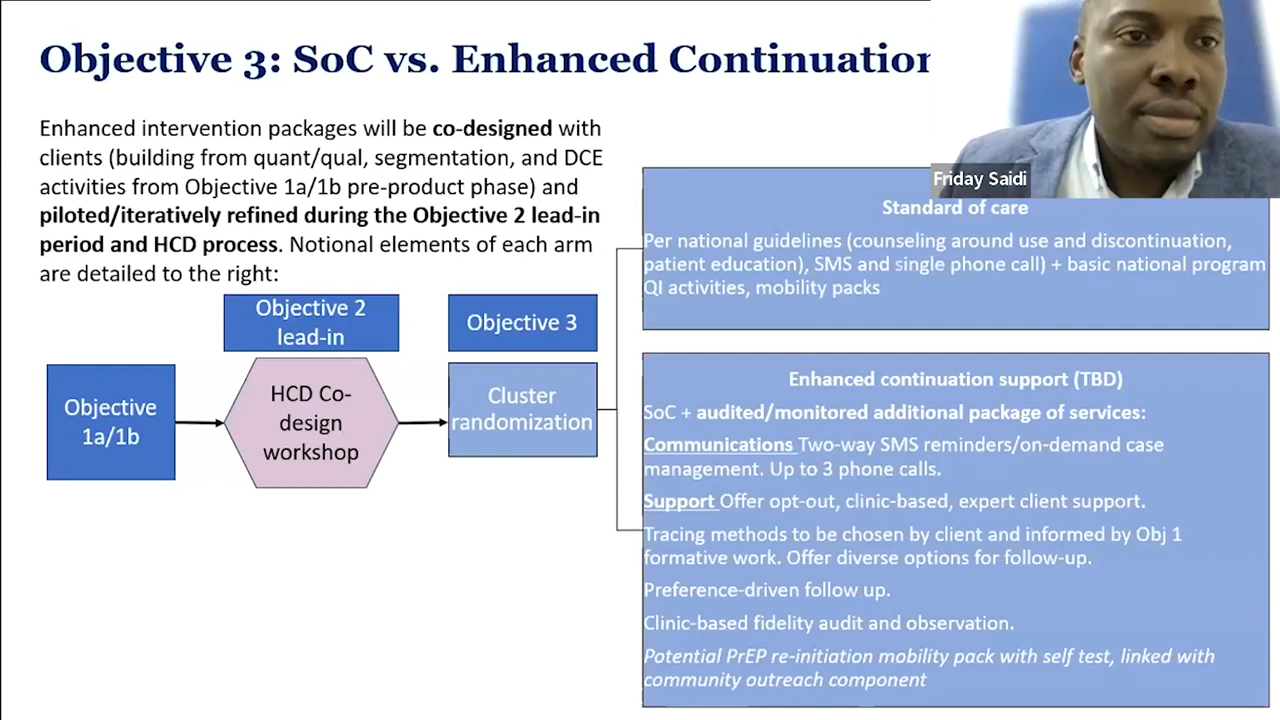 Objective 3: SoC vs. Enhanced Continuation
Friday Saidi
Enhanced intervention packages will be co-designed with
clients (building from quant/qual, segmentation, and DCE
activities from Objective 1a/1b pre-product phase) and
piloted/iteratively refined during the Objective 2 lead-in
period and HCD process. Notional elements of each arm
are detailed to the right:
Objective 2
lead-in
Objective 3
Objective
1a/1b
HCD Co-
design
workshop
Cluster
randomization
Standard of care
Per national guidelines (counseling around use and discontinuation,
patient education), SMS and single phone call) + basic national program
QI activities, mobility packs
Enhanced continuation support (TBD)
SoC + audited/monitored additional package of services:
Communications Two-way SMS reminders/on-demand case
management. Up to 3 phone calls.
Support Offer opt-out, clinic-based, expert client support.
Tracing methods to be chosen by client and informed by Obj 1
formative work. Offer diverse options for follow-up.
Preference-driven follow up.
Clinic-based fidelity audit and observation.
Potential PrEP re-initiation mobility pack with self test, linked with
community outreach component